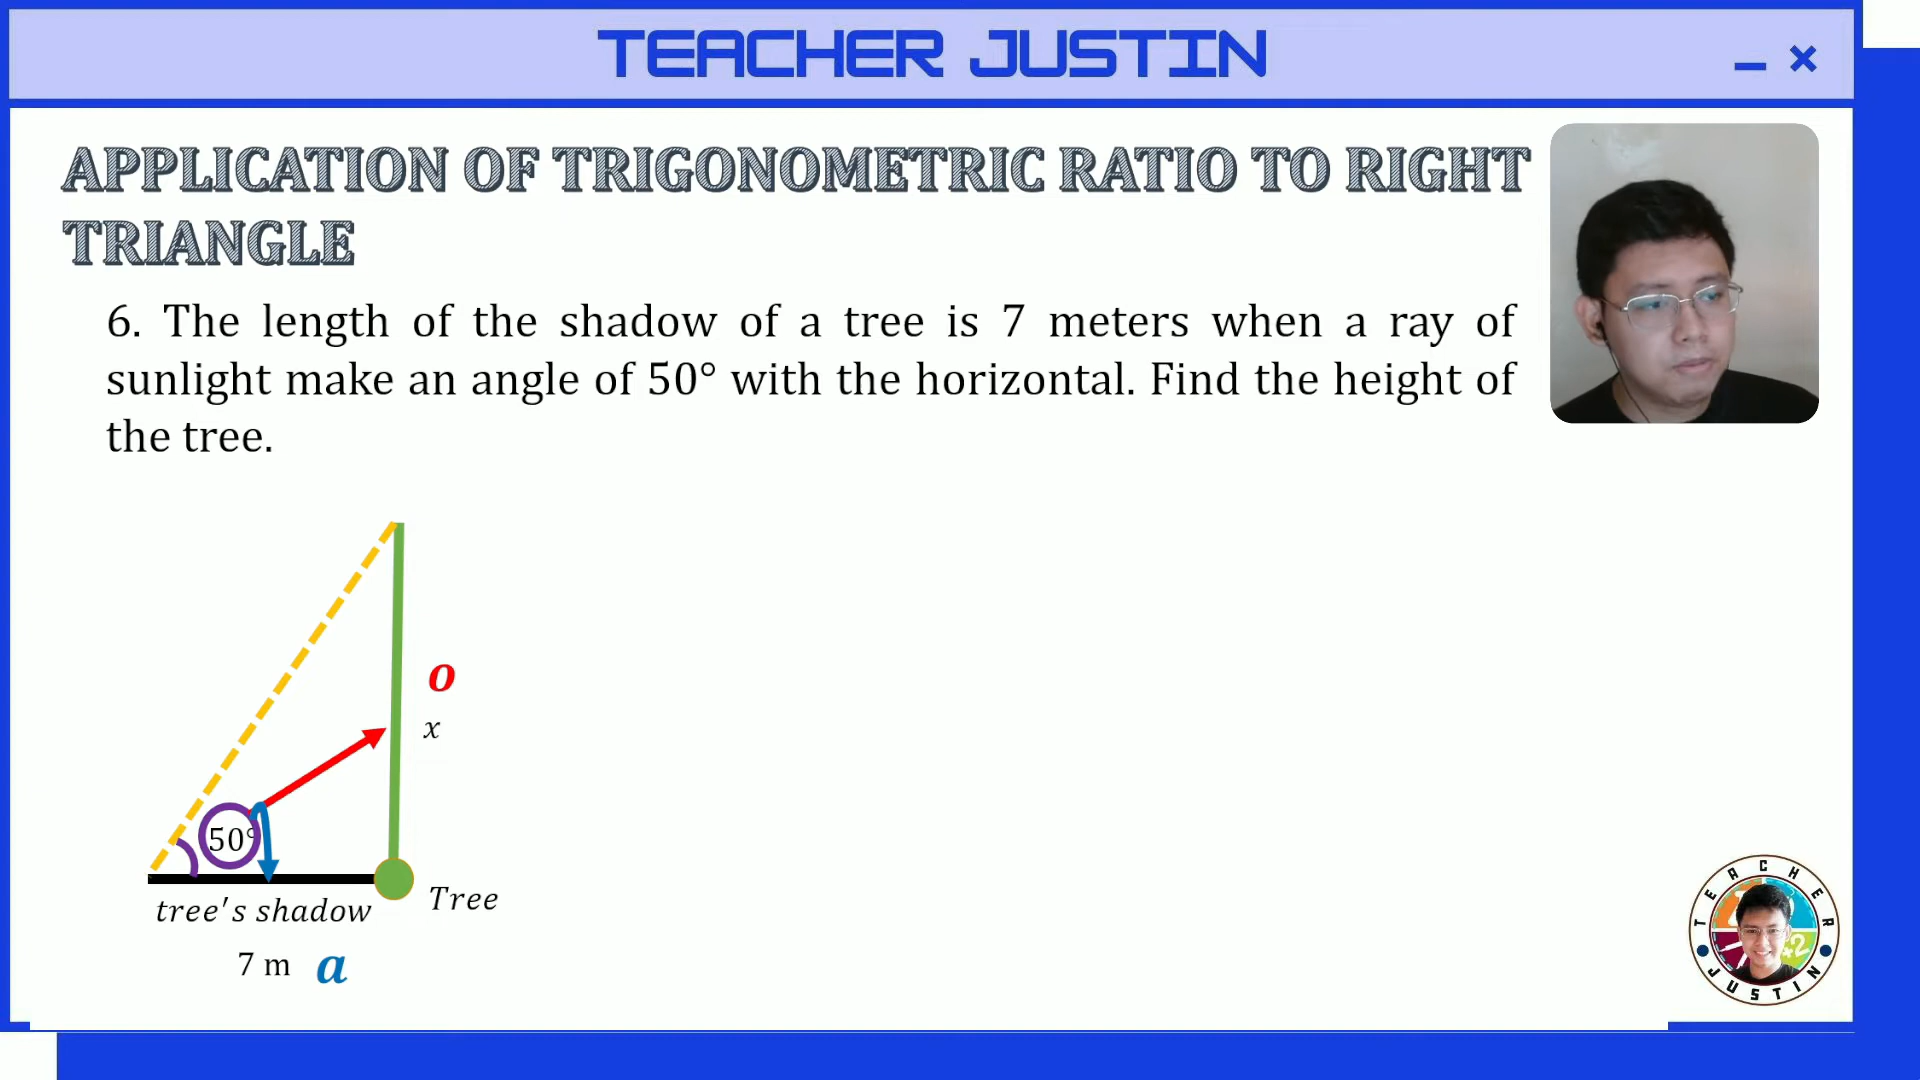 TEACHER JUSTIN
APPLICATION OF TRIGONOMETRIC RATIO TO RIGHT
TRIANGLE
6. The length of the shadow of a tree is 7 meters when a ray of
sunlight make an angle of 50° with the horizontal. Find the height of
the tree.
o
x
50°
tree's shadow
Tree
7 m a
TEACHER
JUSTIN